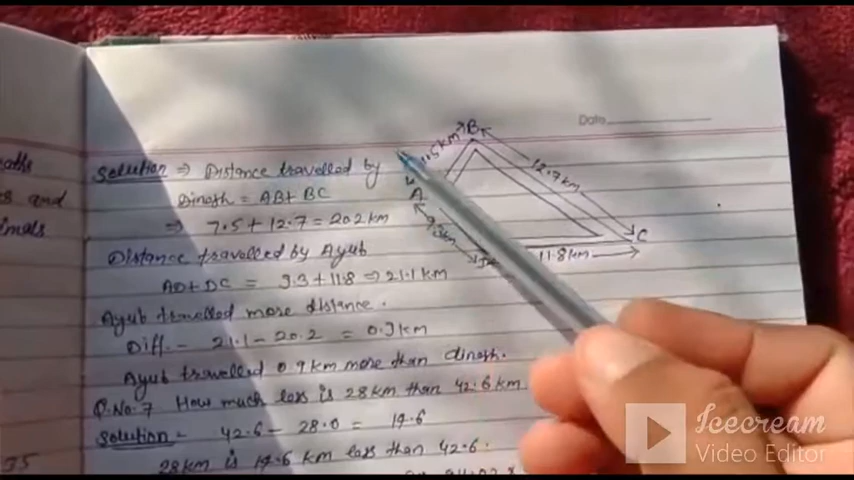 Date
Solution ⇒ Distance travelled by
Dinesh = AB + BC
⇒ 7.5 + 12.7 = 20.2 km
Distance travelled by Ayub
AD + DC = 9.3 + 11.8 ⇒ 21.1 km
Ayub travelled more distance.
Diff. - 21.1 - 20.2 = 0.9 km
Ayub travelled 0.9 km more than dinesh.
Q.No. 7 How much less is 28 km than 42.6 km
Solution - 42.6 - 28.0 = 14.6
28 km is 14.6 km less than 42.6.
B
12.7 km
A
C
11.8 km
maths
and
Icecream
Video Editor